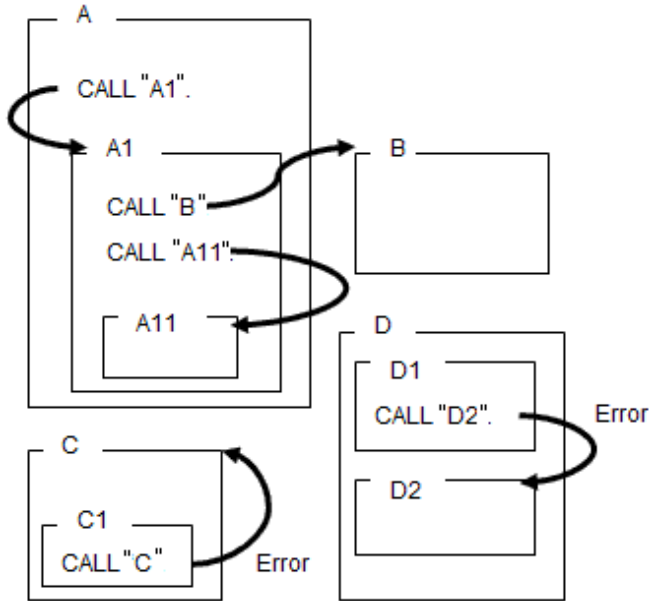 A
CALL "A1".
A1
CALL "B"
CALL "A11".
A11
B
D
D1
CALL "D2".
Error
D2
C
C1
CALL "C".
Error